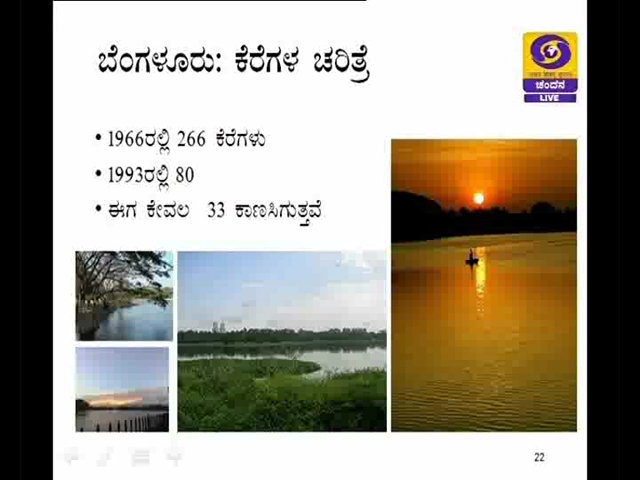 ಬೆಂಗಳೂರು: ಕೆರೆಗಳ ಚರಿತ್ರೆ
• 1966ರಲ್ಲಿ 266 ಕೆರೆಗಳು
• 1993ರಲ್ಲಿ 80
• ಈಗ ಕೇವಲ 33 ಕಾಣಸಿಗುತ್ತವೆ
ಚಂದನ
LIVE
22